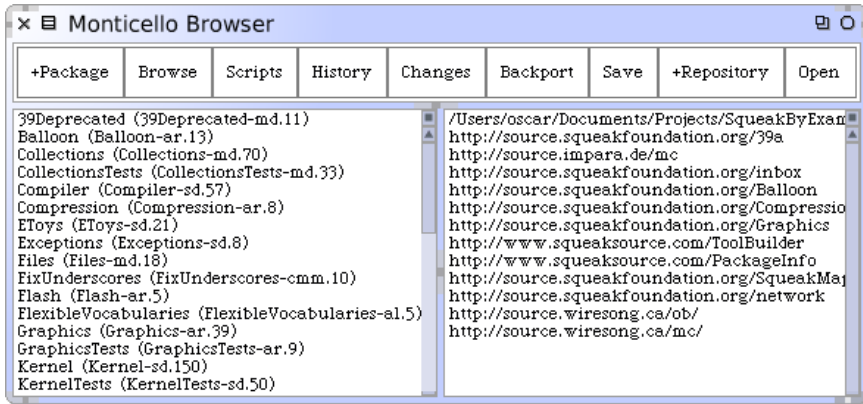 Monticello Browser
+Package Browse Scripts History Changes Backport Save +Repository Open
39Deprecated (39Deprecated-md.11)
Balloon (Balloon-ar.13)
Collections (Collections-md.70)
CollectionsTests (CollectionsTests-md.33)
Compiler (Compiler-sd.57)
Compression (Compression-ar.8)
EToys (EToys-sd.21)
Exceptions (Exceptions-sd.8)
Files (Files-md.18)
FixUnderscores (FixUnderscores-cmm.10)
Flash (Flash-ar.5)
FlexibleVocabularies (FlexibleVocabularies-al.5)
Graphics (Graphics-ar.39)
GraphicsTests (GraphicsTests-ar.9)
Kernel (Kernel-sd.150)
KernelTests (KernelTests-sd.50)
/Users/oscar/Documents/Projects/SqueakByExam
http://source.squeakfoundation.org/39a
http://source.impara.de/mc
http://source.squeakfoundation.org/inbox
http://source.squeakfoundation.org/Balloon
http://source.squeakfoundation.org/Compressio
http://source.squeakfoundation.org/Graphics
http://www.squeaksource.com/ToolBuilder
http://www.squeaksource.com/PackageInfo
http://source.squeakfoundation.org/SqueakMap
http://source.squeakfoundation.org/network
http://source.wiresong.ca/ob/
http://source.wiresong.ca/mc/